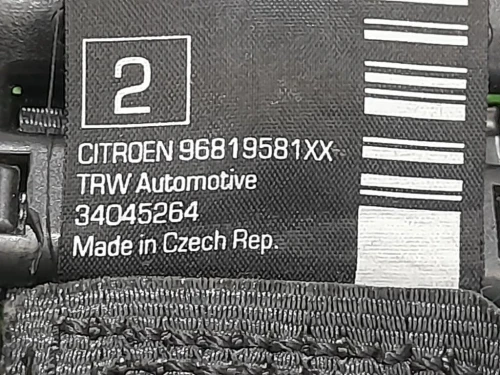 2
CITROEN 96819581XX
TRW Automotive
34045264
Made in Czech Rep.